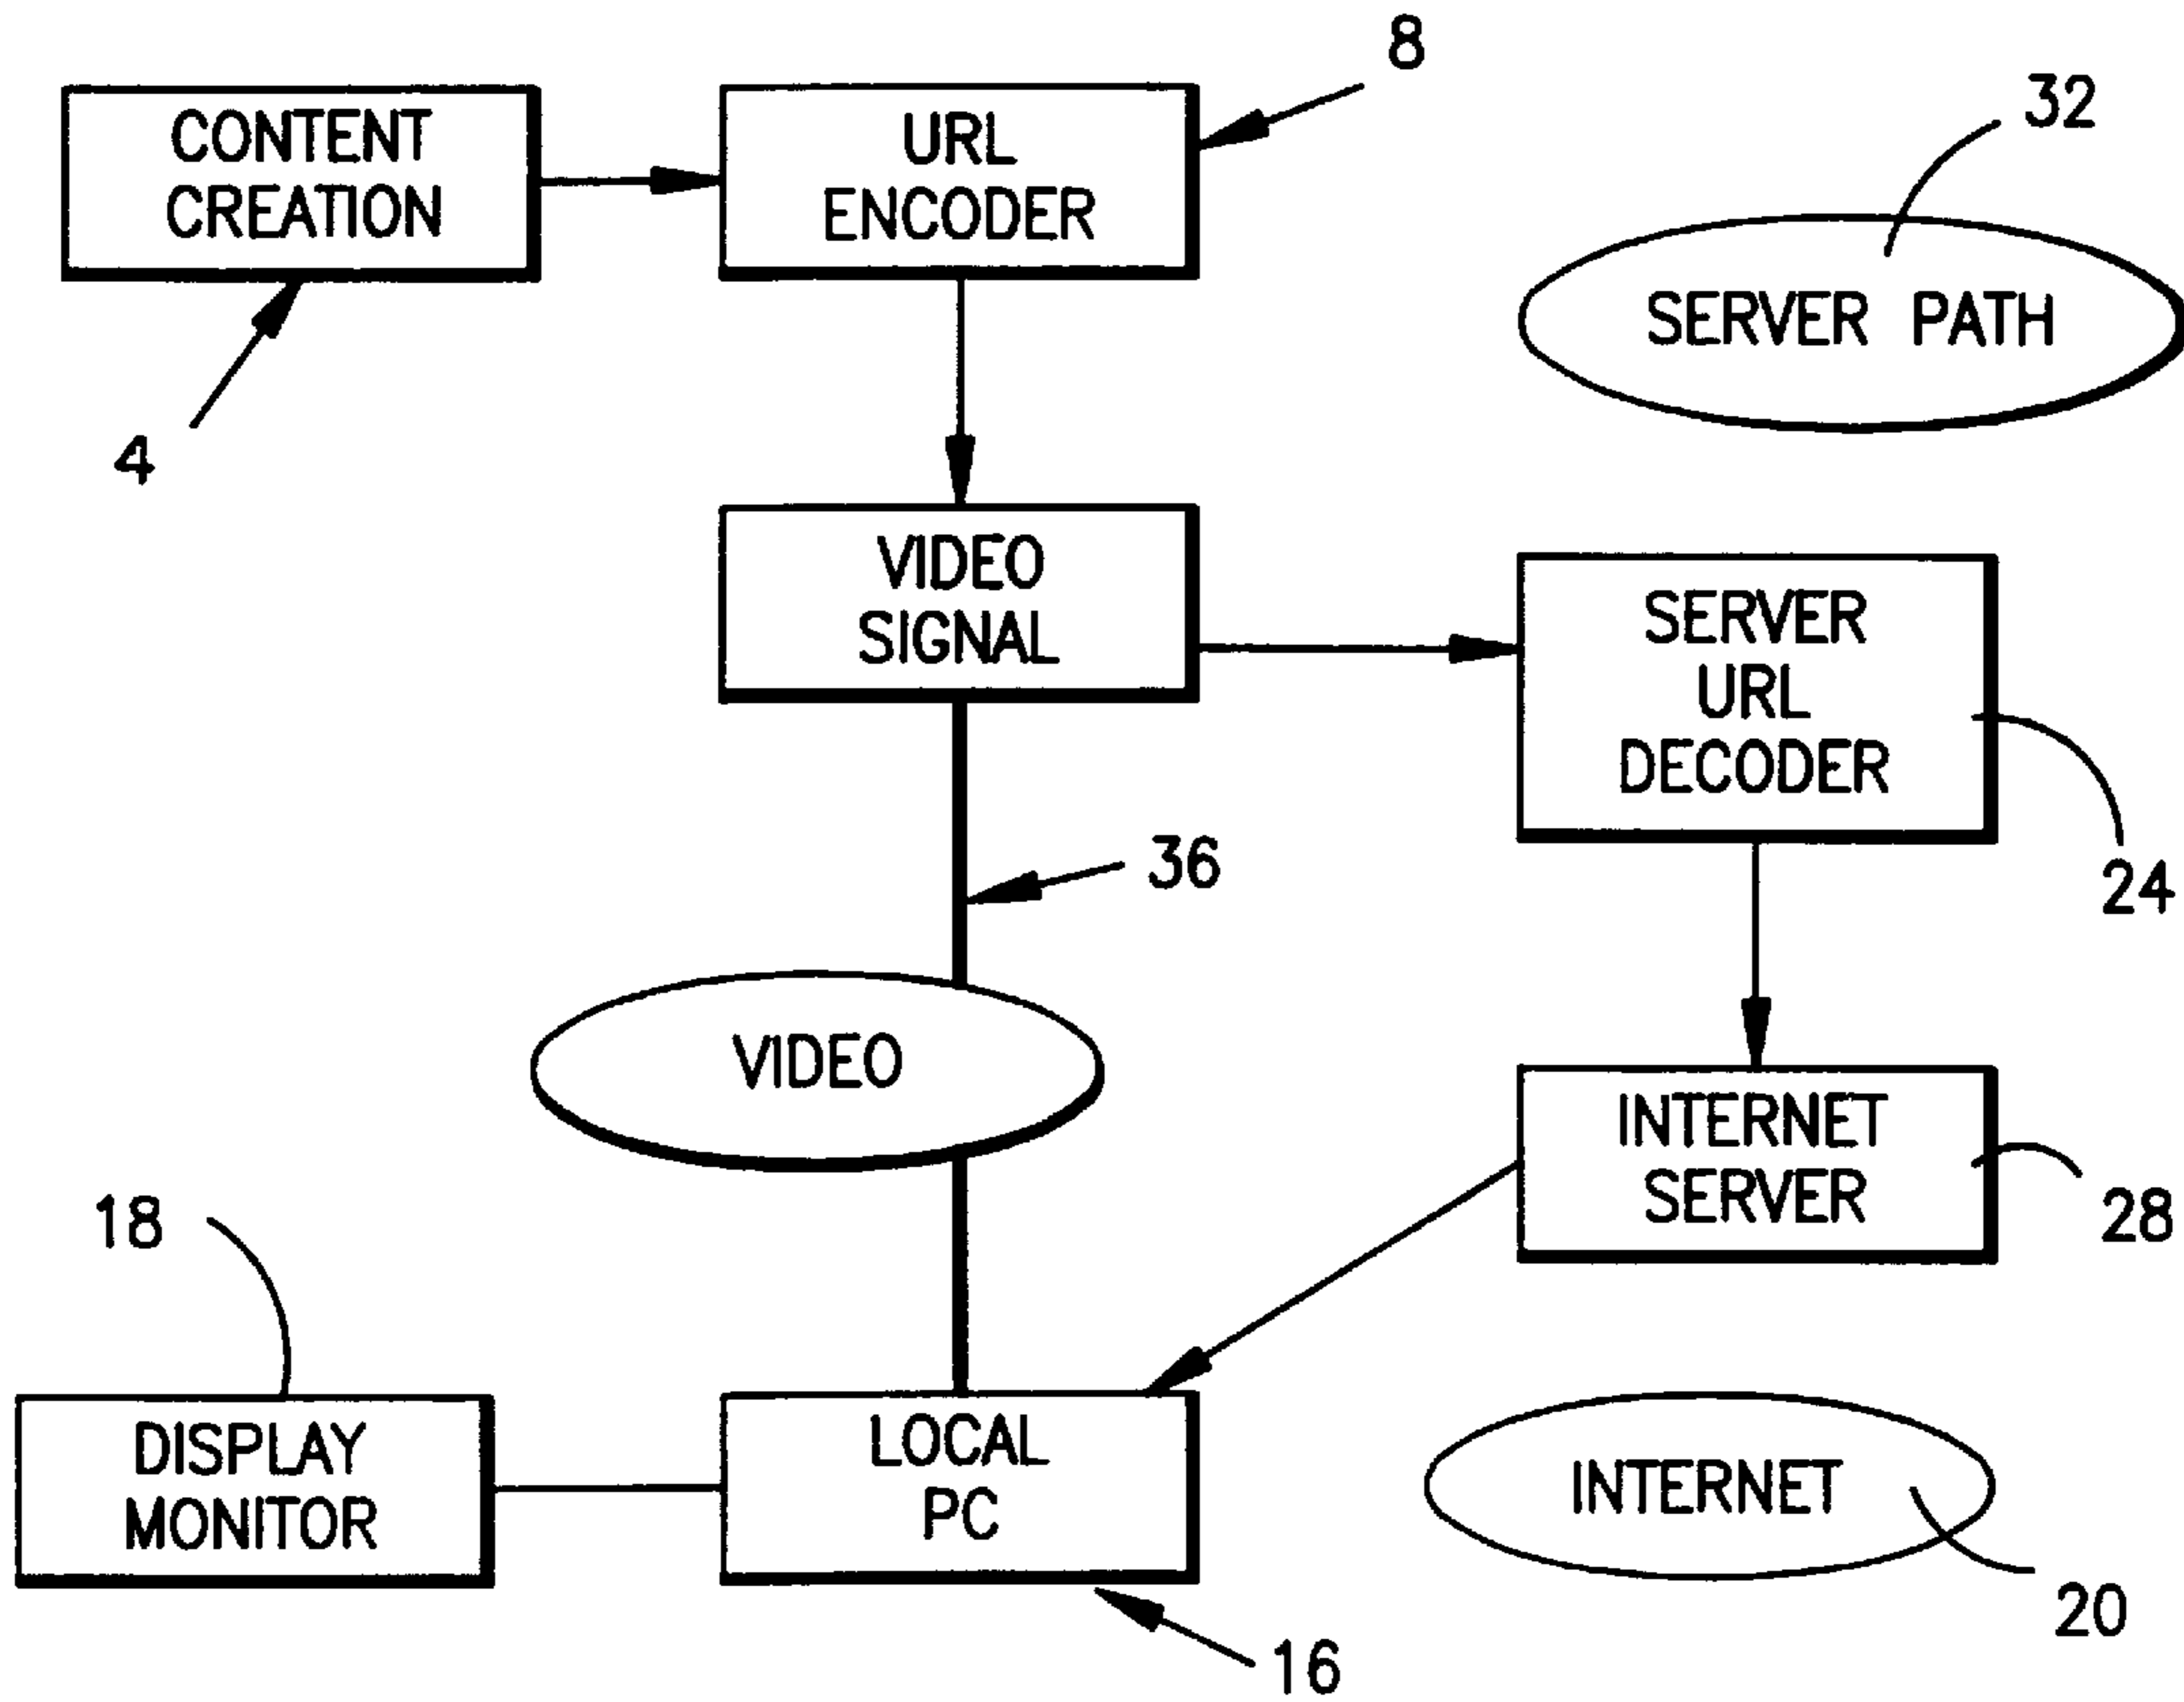 8
32
CONTENT
CREATION
URL
ENCODER
SERVER PATH
4
VIDEO
SIGNAL
SERVER
URL
DECODER
36
24
VIDEO
INTERNET
SERVER
18
28
DISPLAY
MONITOR
LOCAL
PC
INTERNET
20
16